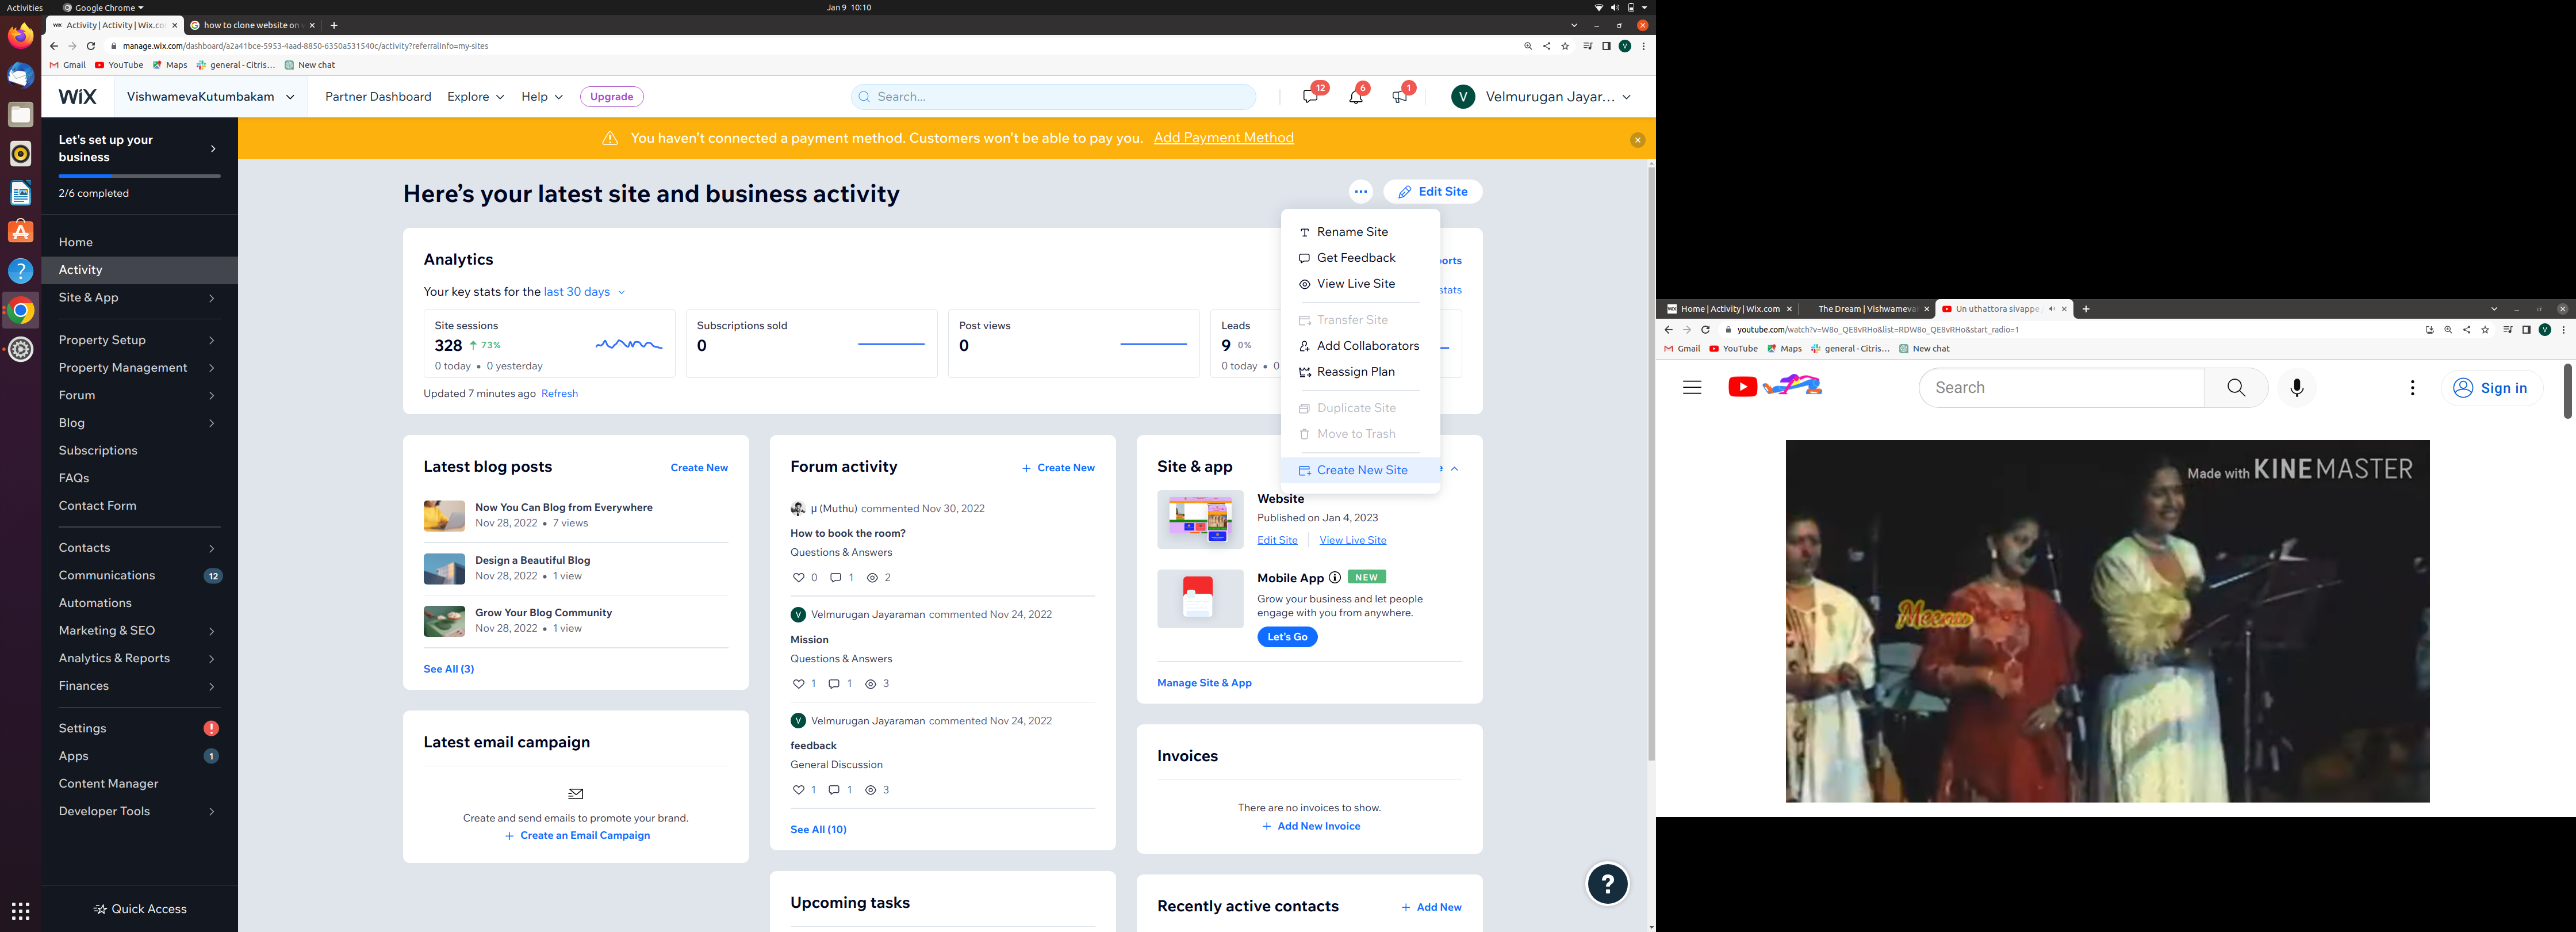 Activities
Google Chrome
Jan 9 10:10
Activity | Activity | Wix.co
how to clone website on
manage.wix.com/dashboard/a2a41bce-5953-4aad-8850-6350a531540c/activity?referralInfo=my-sites
Gmail YouTube Maps general - Citris... New chat
WiX
VishwamevaKutumbakam
Partner Dashboard Explore Help Upgrade
Search...
12 6 1
V Velmurugan Jayar...
Let's set up your
business
2/6 completed
Home
Activity
Site & App
Property Setup
Property Management
Forum
Blog
Subscriptions
FAQs
Contact Form
Contacts
Communications 12
Automations
Marketing & SEO
Analytics & Reports
Finances
Settings !
Apps 1
Content Manager
Developer Tools
Quick Access
You haven't connected a payment method. Customers won't be able to pay you. Add Payment Method
Here's your latest site and business activity
Edit Site
Analytics
orts
Your key stats for the last 30 days
stats
Site sessions
328 73%
0 today • 0 yesterday
Subscriptions sold
0
Post views
0
Leads
9 0%
0 today • 0
Updated 7 minutes ago Refresh
Rename Site
Get Feedback
View Live Site
Transfer Site
Add Collaborators
Reassign Plan
Duplicate Site
Move to Trash
Create New Site
Latest blog posts Create New
Now You Can Blog from Everywhere
Nov 28, 2022 • 7 views
Design a Beautiful Blog
Nov 28, 2022 • 1 view
Grow Your Blog Community
Nov 28, 2022 • 1 view
See All (3)
Latest email campaign
Create and send emails to promote your brand.
+ Create an Email Campaign
Forum activity + Create New
μ (Muthu) commented Nov 30, 2022
How to book the room?
Questions & Answers
0 1 2
V Velmurugan Jayaraman commented Nov 24, 2022
Mission
Questions & Answers
1 1 3
V Velmurugan Jayaraman commented Nov 24, 2022
feedback
General Discussion
1 1 3
See All (10)
Upcoming tasks
Site & app
Website
Published on Jan 4, 2023
Edit Site View Live Site
Mobile App NEW
Grow your business and let people
engage with you from anywhere.
Let's Go
Manage Site & App
Invoices
There are no invoices to show.
+ Add New Invoice
Recently active contacts + Add New
?
Home | Activity | Wix.com
The Dream | Vishwameva
Un uthattora sivappe
youtube.com/watch?v=W8o_QE8vRHo&list=RDW8o_QE8vRHo&start_radio=1
Gmail YouTube Maps general - Citris... New chat
Search
Sign in
Made with KINEMASTER
Meena